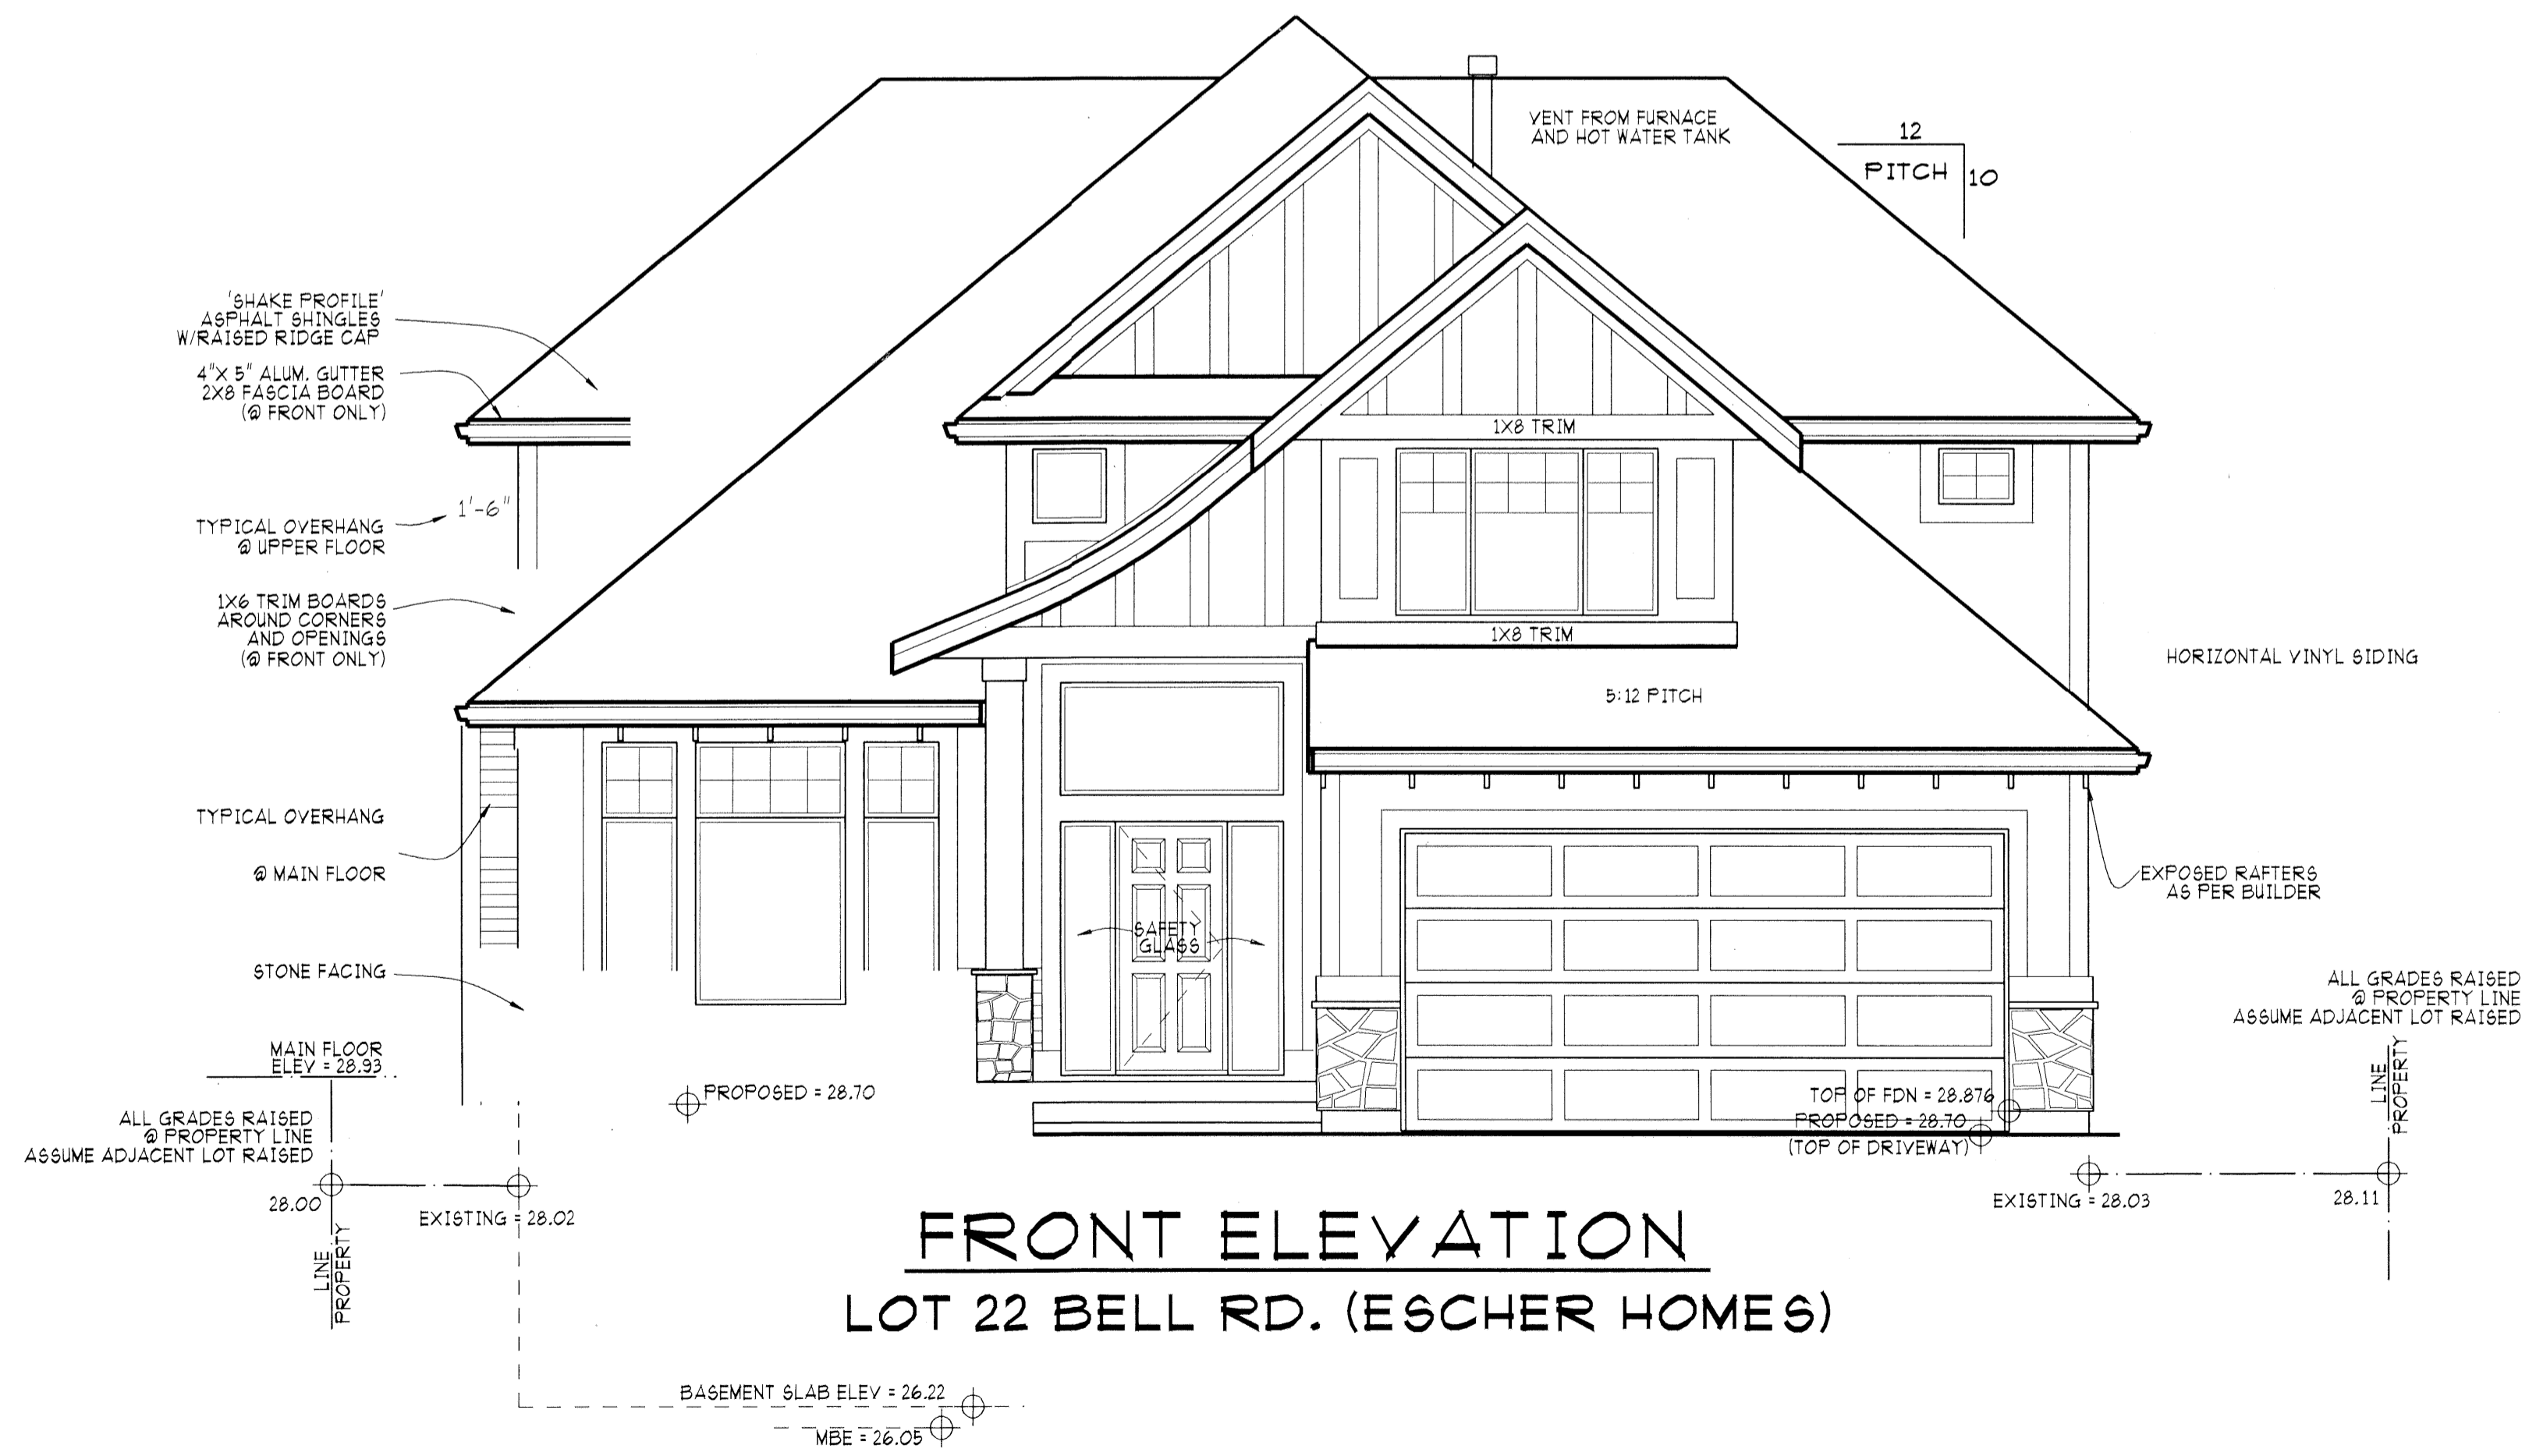 VENT FROM FURNACE
AND HOT WATER TANK
12
PITCH
10
'SHAKE PROFILE'
ASPHALT SHINGLES
W/RAISED RIDGE CAP
4"X 5" ALUM. GUTTER
2X8 FASCIA BOARD
(@ FRONT ONLY)
1X8 TRIM
1'-6"
TYPICAL OVERHANG
@ UPPER FLOOR
1X6 TRIM BOARDS
AROUND CORNERS
AND OPENINGS
(@ FRONT ONLY)
1X8 TRIM
HORIZONTAL VINYL SIDING
5:12 PITCH
TYPICAL OVERHANG
@ MAIN FLOOR
EXPOSED RAFTERS
AS PER BUILDER
SAFETY
GLASS
STONE FACING
ALL GRADES RAISED
@ PROPERTY LINE
ASSUME ADJACENT LOT RAISED
MAIN FLOOR
ELEV = 28.93
PROPOSED = 28.70
TOP OF FDN = 28.876
PROPOSED = 28.70
(TOP OF DRIVEWAY)
LINE
PROPERTY
ALL GRADES RAISED
@ PROPERTY LINE
ASSUME ADJACENT LOT RAISED
28.00
EXISTING = 28.02
EXISTING = 28.03
28.11
LINE
PROPERTY
FRONT ELEVATION
LOT 22 BELL RD. (ESCHER HOMES)
BASEMENT SLAB ELEV = 26.22
MBE = 26.05